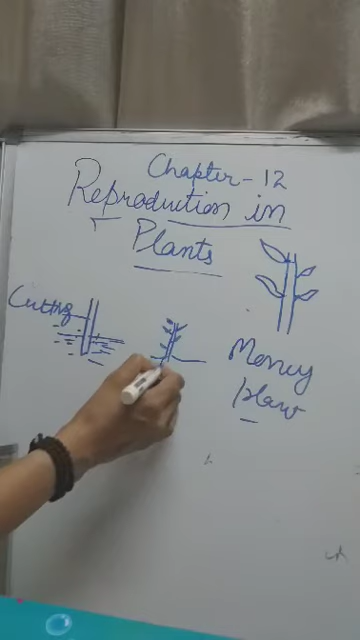 Chapter-12
Reproduction in
Plants
Cutting
Money
plant